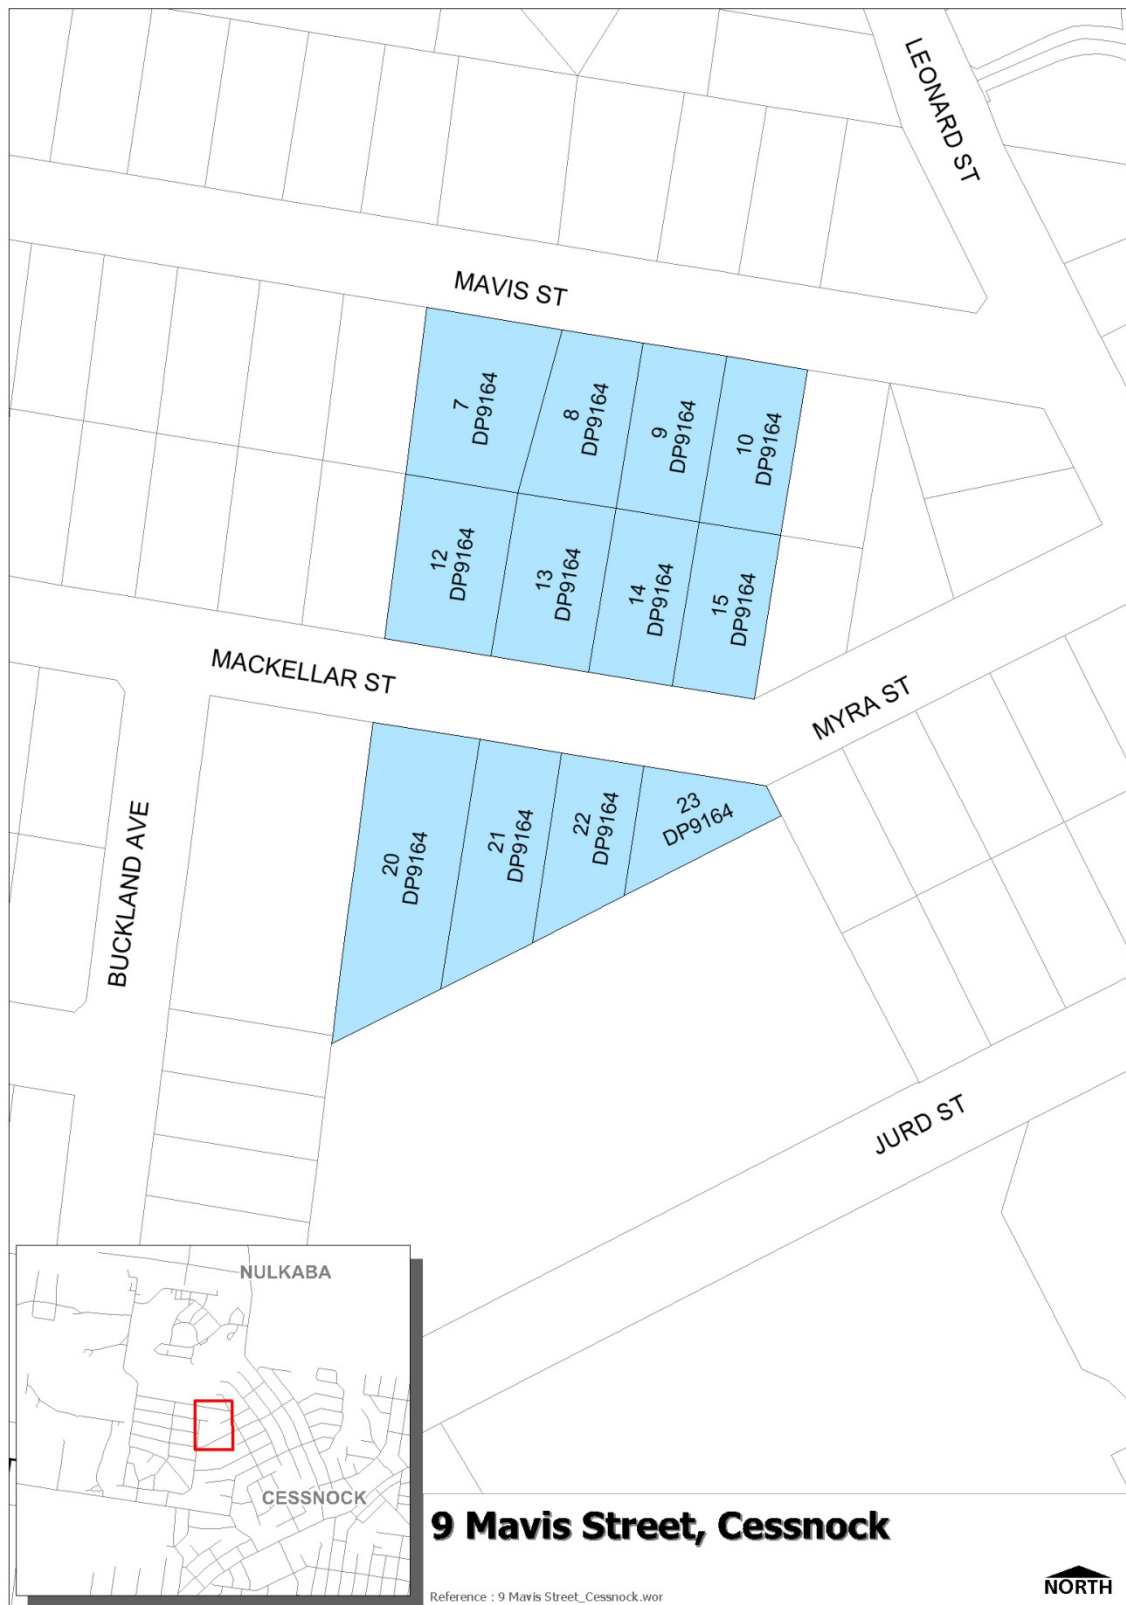 LEONARD ST
MAVIS ST
7
DP9164
8
DP9164
9
DP9164
10
DP9164
12
DP9164
13
DP9164
14
DP9164
15
DP9164
MACKELLAR ST
MYRA ST
20
DP9164
21
DP9164
22
DP9164
23
DP9164
BUCKLAND AVE
JURD ST
NULKABA
CESSNOCK
9 Mavis Street, Cessnock
Reference : 9 Mavis Street_Cessnock.wor
NORTH